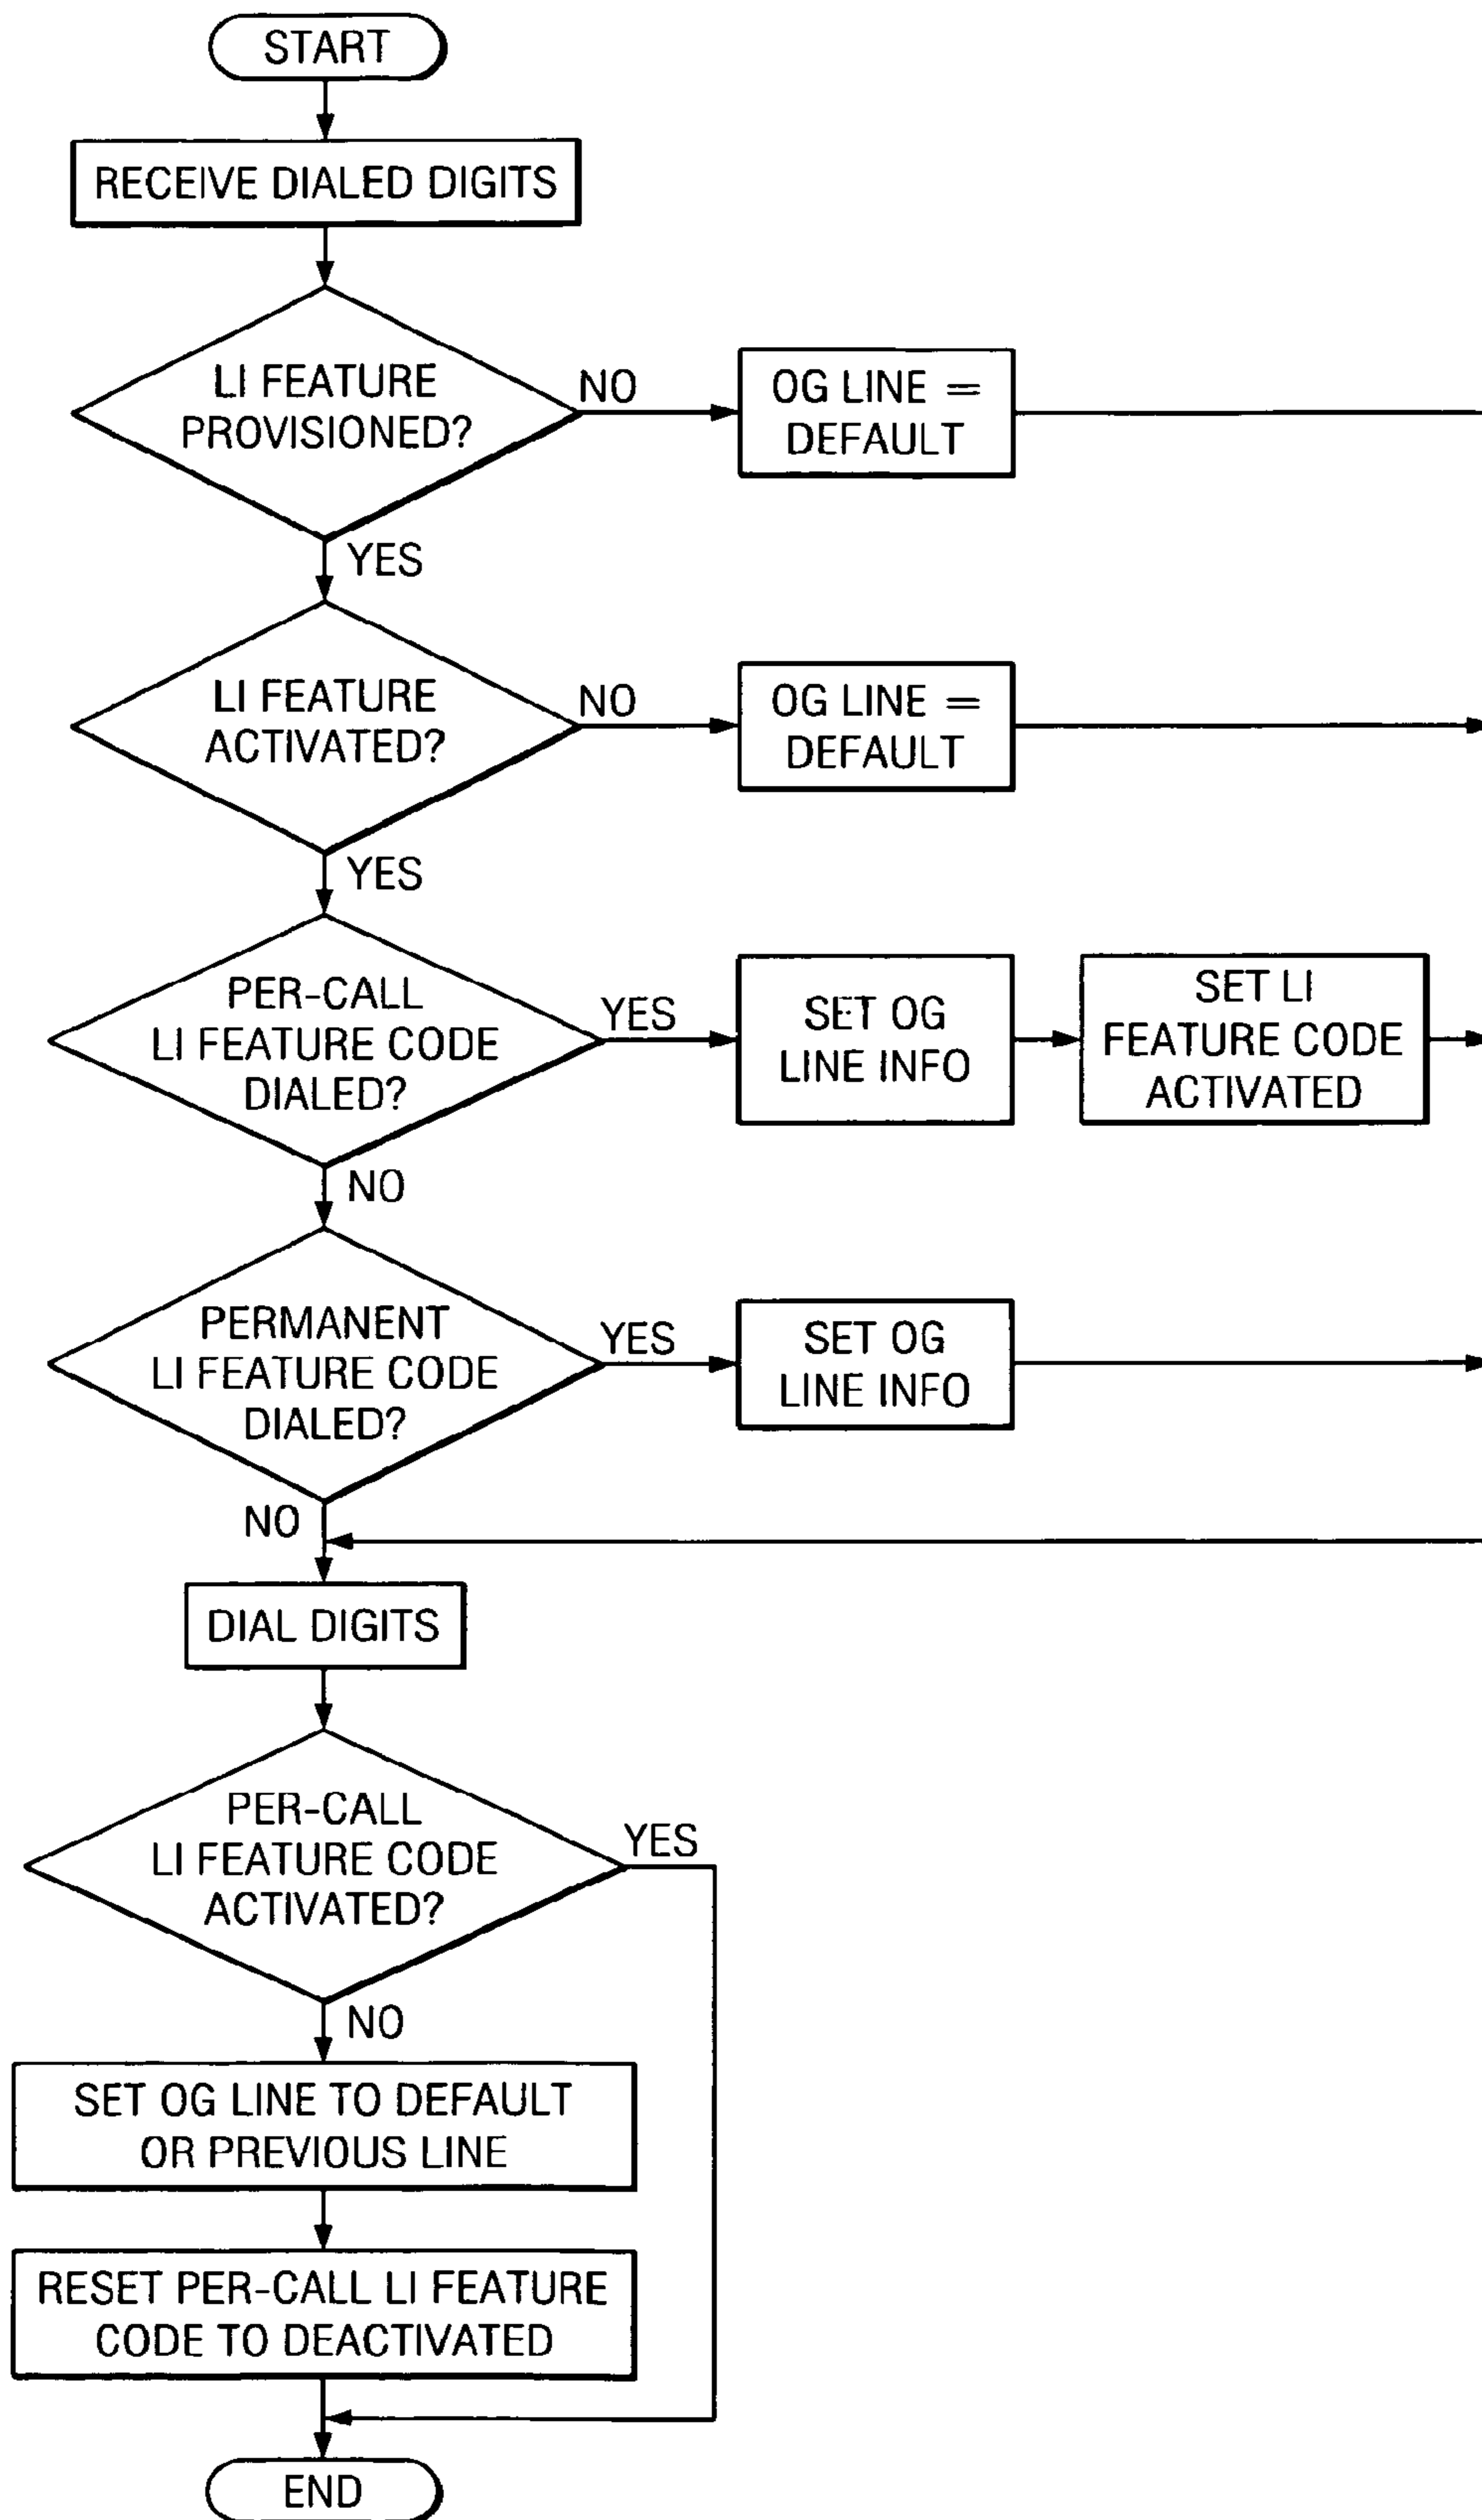 START
RECEIVE DIALED DIGITS
LI FEATURE
PROVISIONED?
NO
OG LINE =
DEFAULT
YES
LI FEATURE
ACTIVATED?
NO
OG LINE =
DEFAULT
YES
PER-CALL
LI FEATURE CODE
DIALED?
YES
SET OG
LINE INFO
SET LI
FEATURE CODE
ACTIVATED
NO
PERMANENT
LI FEATURE CODE
DIALED?
YES
SET OG
LINE INFO
NO
DIAL DIGITS
PER-CALL
LI FEATURE CODE
ACTIVATED?
YES
NO
SET OG LINE TO DEFAULT
OR PREVIOUS LINE
RESET PER-CALL LI FEATURE
CODE TO DEACTIVATED
END